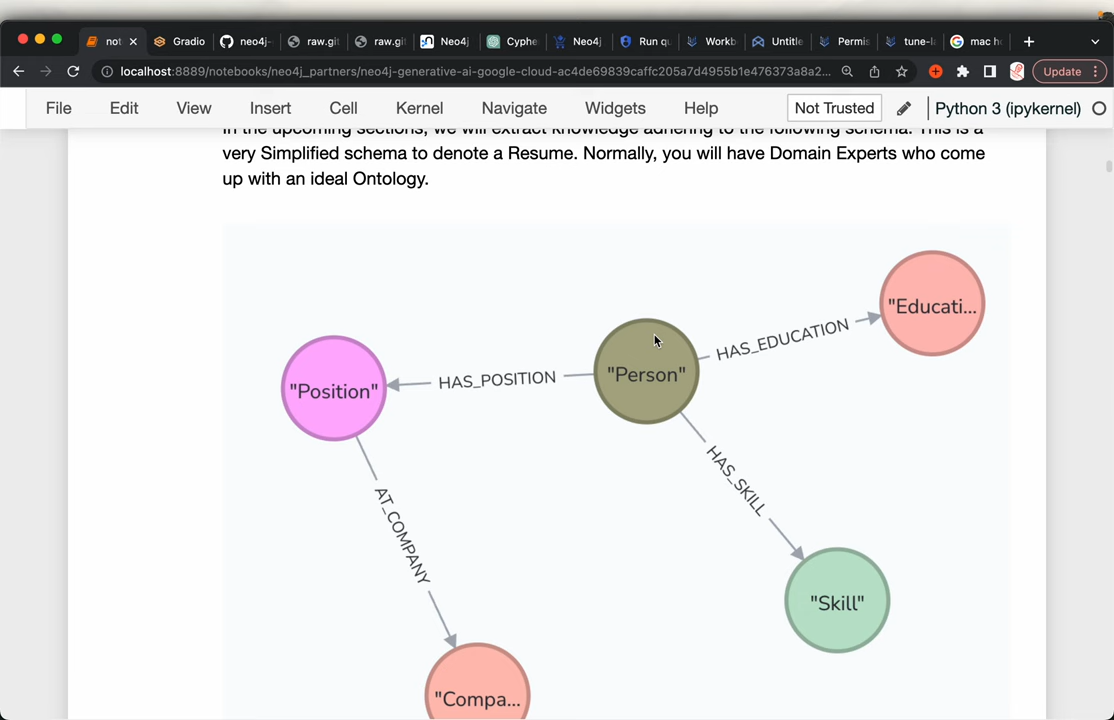 not
Gradio
neo4j-
raw.git
raw.git
Neo4j
Cyphe
Neo4j
Run qu
Workb
Untitle
Permis
tune-l
mac h
localhost:8889/notebooks/neo4j_partners/neo4j-generative-ai-google-cloud-ac4de69839caffc205a7d4955b1e476373a8a2...
Update
File Edit View Insert Cell Kernel Navigate Widgets Help
Not Trusted
Python 3 (ipykernel)
In the upcoming sections, we will extract knowledge adhering to the following schema. This is a
very Simplified schema to denote a Resume. Normally, you will have Domain Experts who come
up with an ideal Ontology.
"Educati...
HAS_EDUCATION
"Person"
HAS_POSITION
"Position"
HAS_SKILL
AT_COMPANY
"Skill"
"Compa...